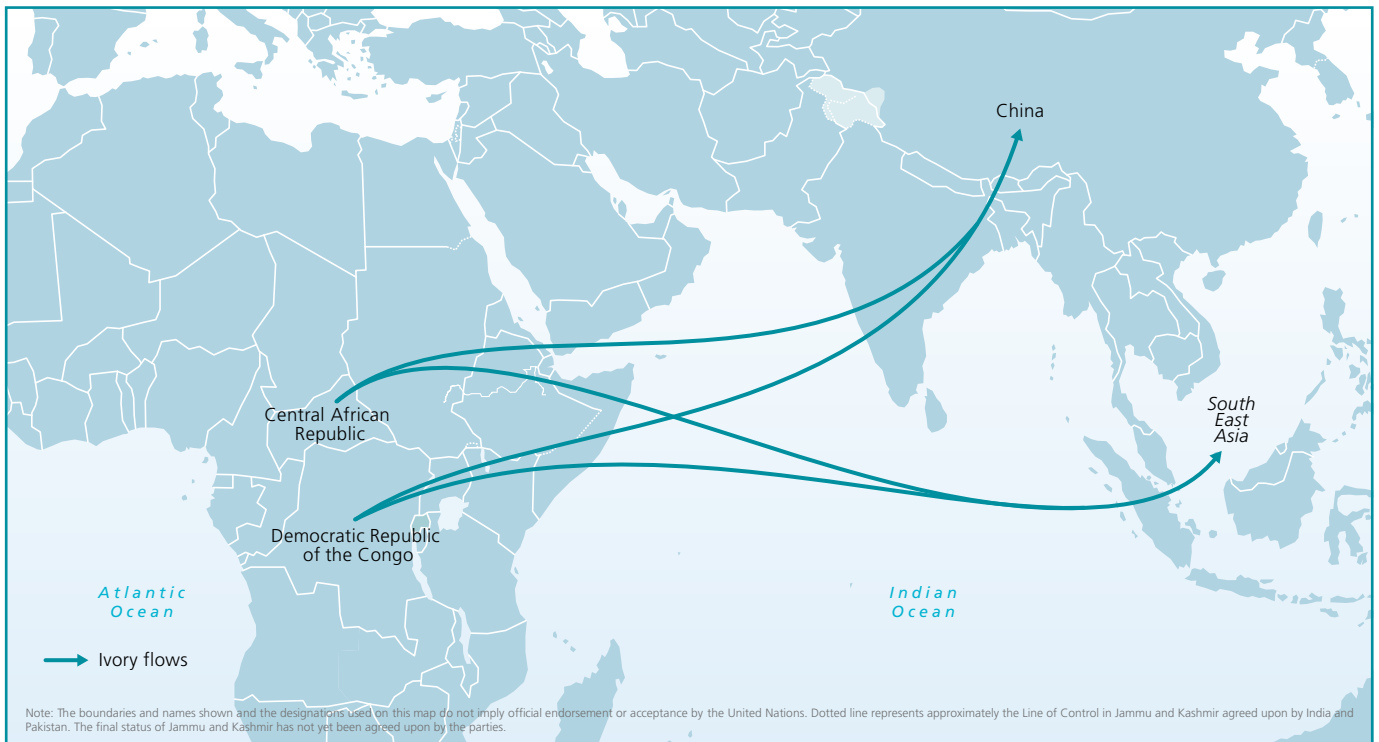 China
South
East
Asia
Central African
Republic
Democratic Republic
of the Congo
Atlantic
Ocean
Indian
Ocean
Ivory flows
Note: The boundaries and names shown and the designations used on this map do not imply official endorsement or acceptance by the United Nations. Dotted line represents approximately the Line of Control in Jammu and Kashmir agreed upon by India and
Pakistan. The final status of Jammu and Kashmir has not yet been agreed upon by the parties.